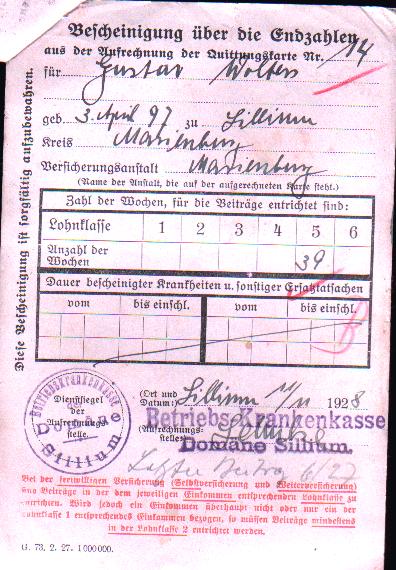 Bescheinigung über die Endzahlen
aus der Aufrechnung der Quittungskarte Nr. 14
für Gustav Wolters
geb. 3. April 97 zu Sillium
Kreis Marienburg
Versicherungsanstalt Marienburg
(Name der Anstalt, die auf der aufgerechneten Karte steht.)
Diese Bescheinigung ist sorgfältig aufzubewahren.
Zahl der Wochen, für die Beiträge entrichtet sind:
Lohnklasse 1 2 3 4 5 6
Anzahl der Wochen 39
Dauer bescheinigter Krankheiten u. sonstiger Ersatztatsachen
vom bis einschl. vom bis einschl.
Dienstsiegel der Aufrechnungsstelle.
Betriebskrankenkasse
Domäne
Sillium
(Ort und Datum:) Sillium 1928
Betriebs-Krankenkasse
(Aufrechnungsstelle:)
Domäne Sillium.
Letzter Beitrag
Bei der freiwilligen Versicherung (Selbstversicherung und Weiterversicherung)
sind Beiträge in der dem jeweiligen Einkommen entsprechenden Lohnklasse zu
entrichten. Wird jedoch ein Einkommen überhaupt nicht oder nur ein der
Lohnklasse 1 entsprechendes Einkommen bezogen, so müssen Beiträge mindestens
in der Lohnklasse 2 entrichtet werden.
G. 73. 2. 27. 1 000 000.